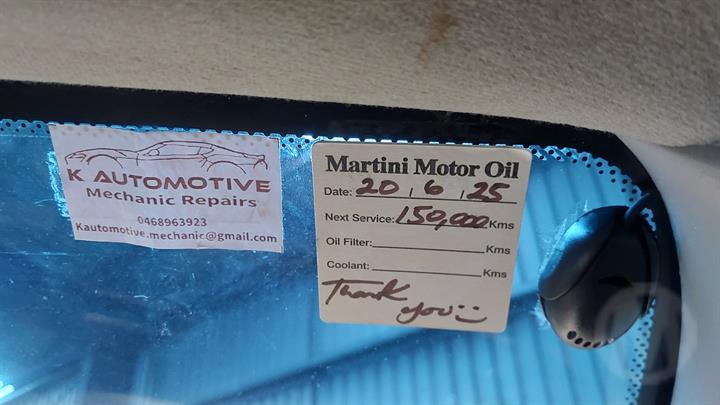 K AUTOMOTIVE
Mechanic Repairs
0468963923
Kautomotive.mechanic@gmail.com
Martini Motor Oil
Date: 20, 6, 25
Next Service: 150,000 Kms
Oil Filter: Kms
Coolant: Kms
Thank
you